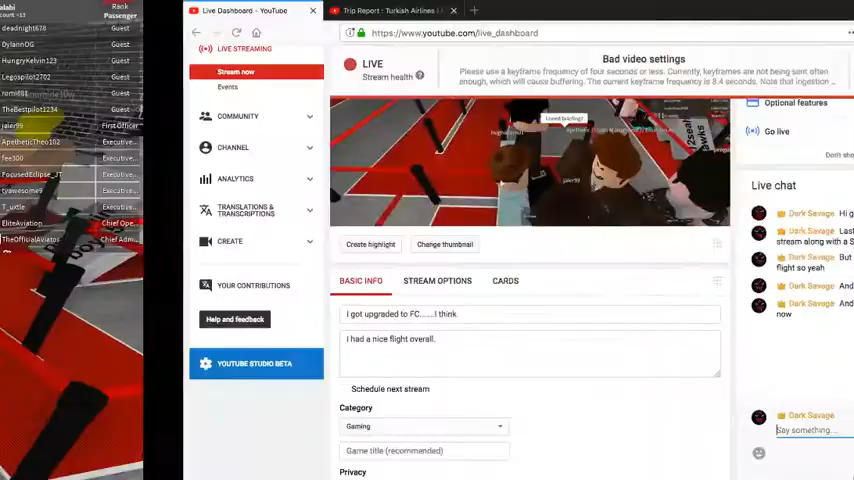 Rank
Passenger
deadnight678 Guest
DylannDG Guest
HungryKelvin123 Guest
Legospilot2702 Guest
Guest
TheBestpilot1234 Guest
jaler99 First Officer
ApetheticTheo102 Executive...
fee300 Executive...
FocusedEclipse_JT Executive...
tyawesome9 Executive...
T_uxtle Executive...
EliteAviation Chief Ope...
TheOfficialAviatos Chief Adm...
Live Dashboard - YouTube
Trip Report : Turkish Airlines |
https://www.youtube.com/live_dashboard
LIVE STREAMING
Stream now
Events
COMMUNITY
CHANNEL
ANALYTICS
TRANSLATIONS &
TRANSCRIPTIONS
CREATE
YOUR CONTRIBUTIONS
Help and feedback
YOUTUBE STUDIO BETA
LIVE
Stream health
Bad video settings
Please use a keyframe frequency of four seconds or less. Currently, keyframes are not being sent often
enough, which will cause buffering. The current keyframe frequency is 8.4 seconds. Note that ingestion ...
jaler99
Create highlight
Change thumbnail
BASIC INFO
STREAM OPTIONS
CARDS
I got upgraded to FC.......I think
I had a nice flight overall.
Schedule next stream
Category
Gaming
Game title (recommended)
Privacy
Optional features
Go live
Don't sho
Live chat
Dark Savage Hi g
Dark Savage Last
stream along with a S
Dark Savage But
flight so yeah
Dark Savage And
Dark Savage And
now
Dark Savage
Say something...